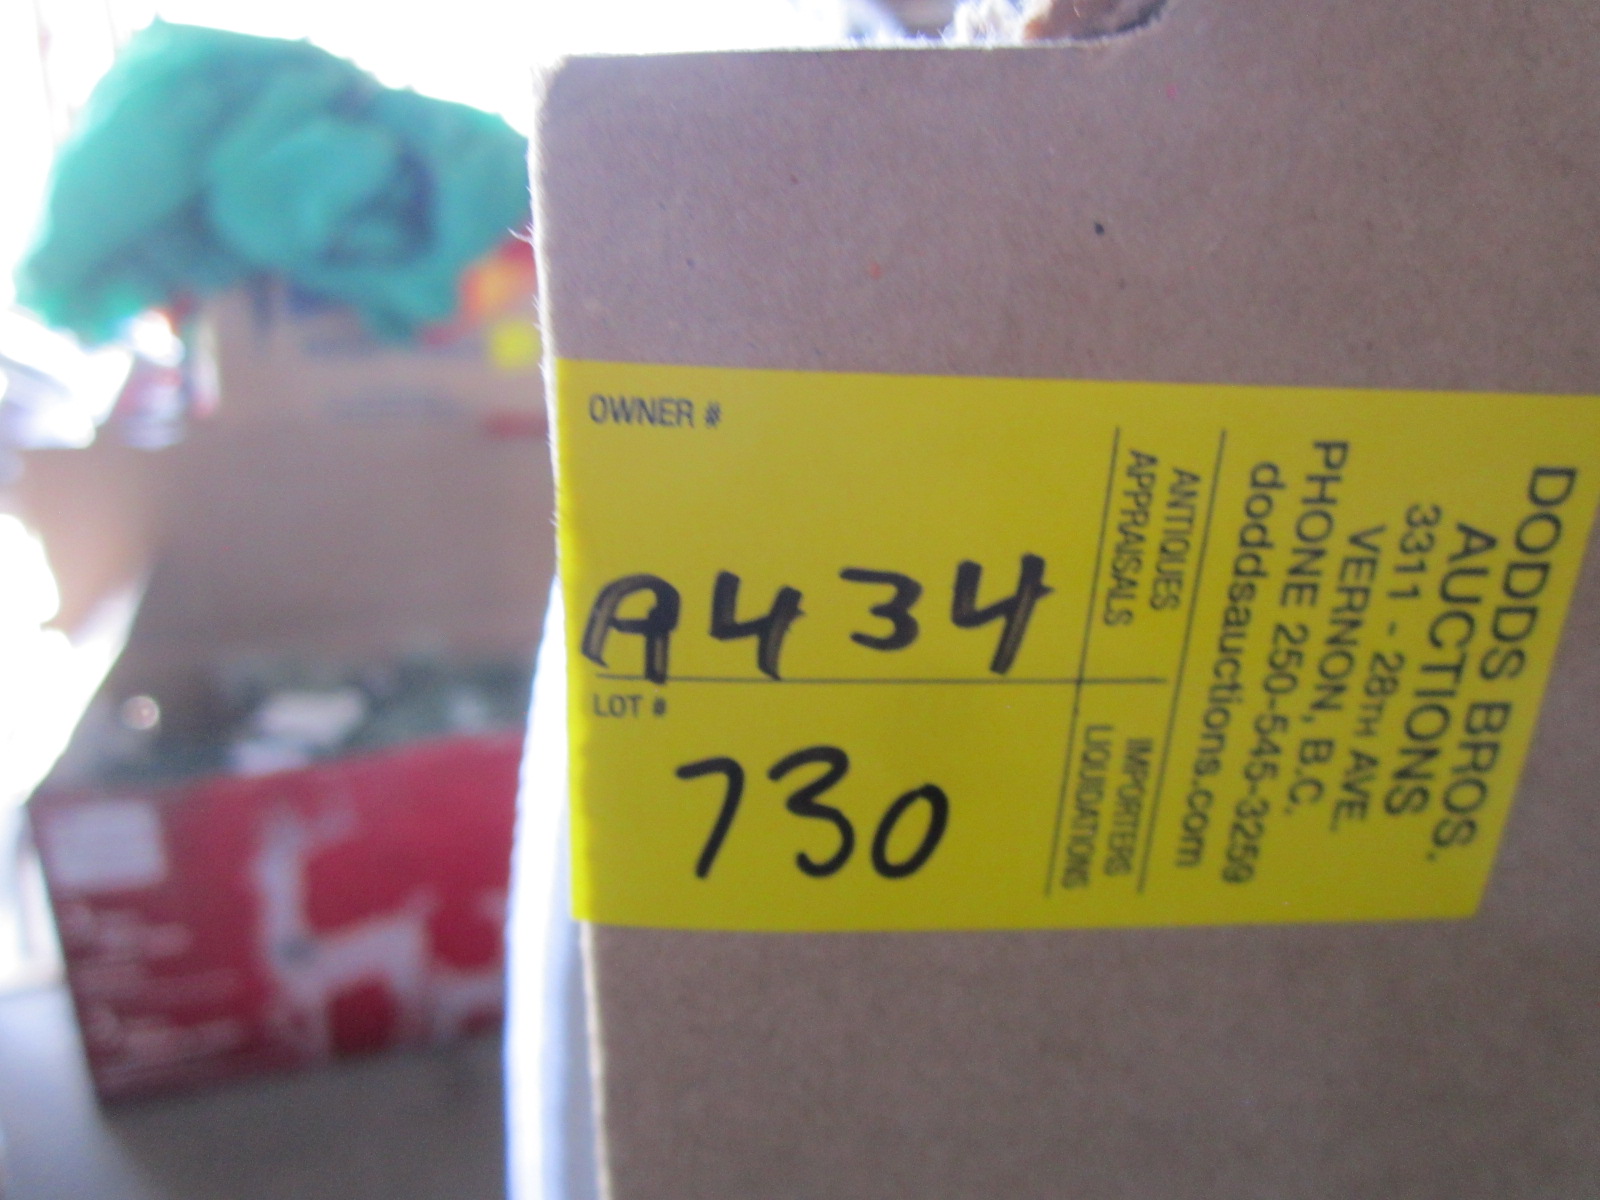 OWNER #
A434
LOT #
730
DODDS BROS.
AUCTIONS
3311 - 28TH AVE.
VERNON, B.C.
PHONE 250-545-3259
doddsauctions.com
ANTIQUES
APPRAISALS
IMPORTERS
LIQUIDATIONS